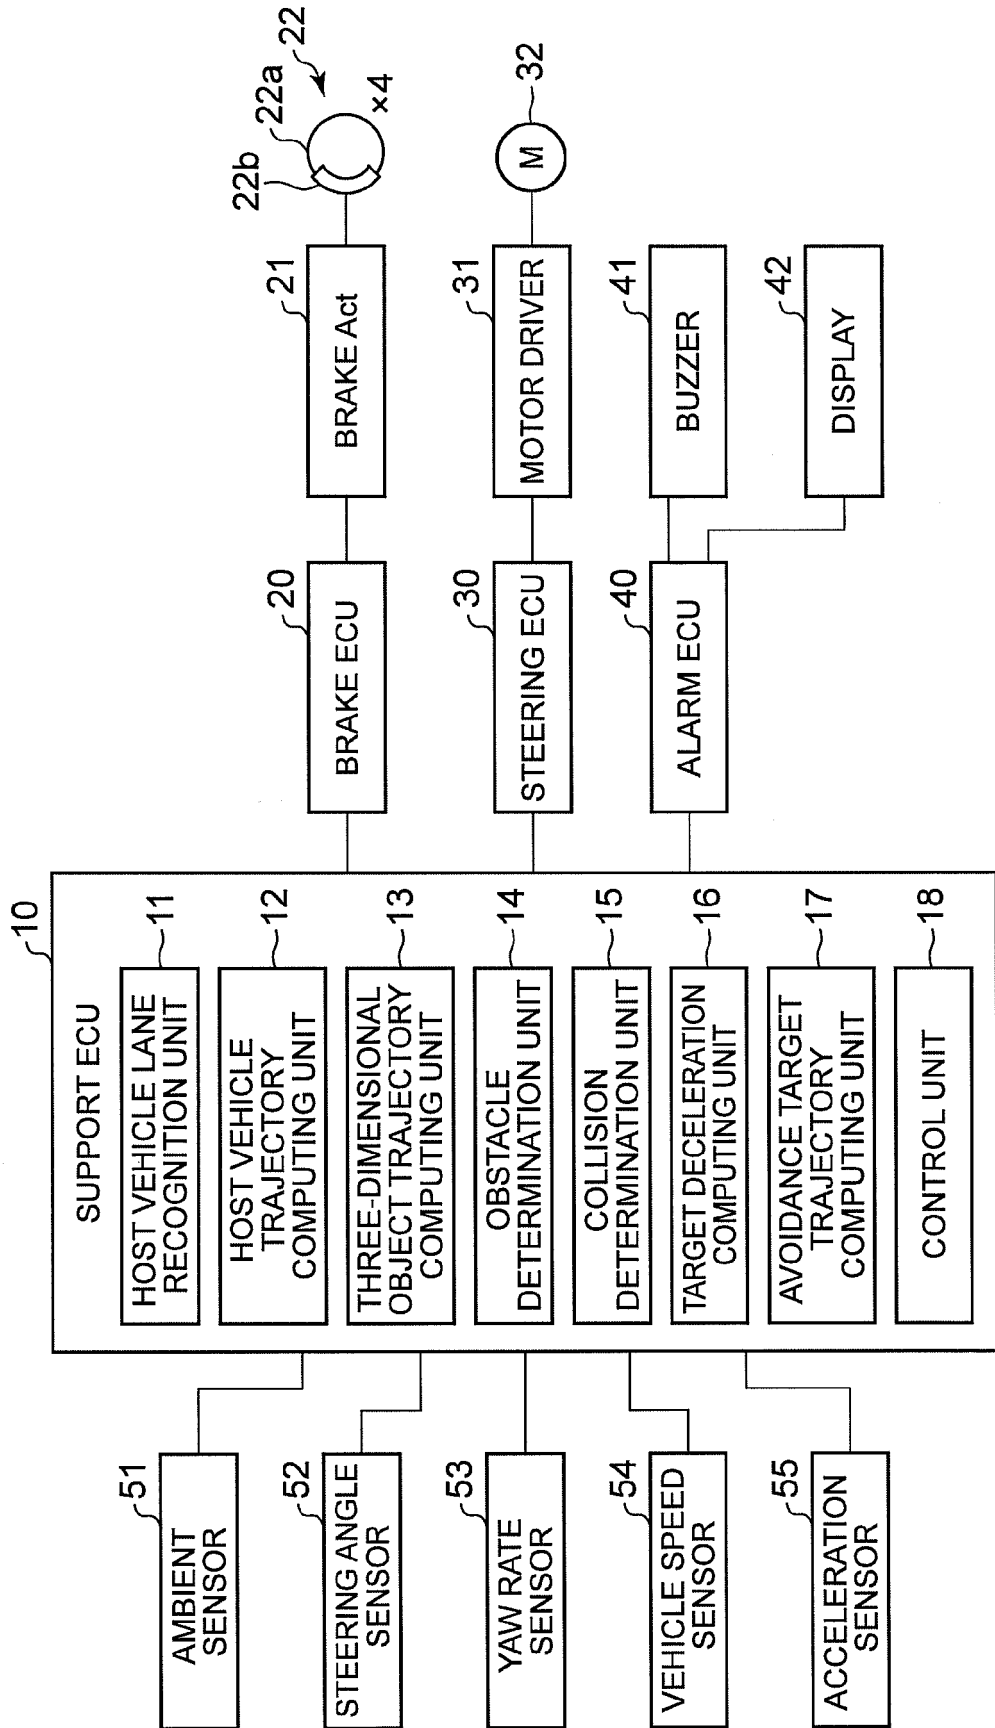 10
SUPPORT ECU
HOST VEHICLE LANE
RECOGNITION UNIT
11
HOST VEHICLE
TRAJECTORY
COMPUTING UNIT
12
THREE-DIMENSIONAL
OBJECT TRAJECTORY
COMPUTING UNIT
13
OBSTACLE
DETERMINATION UNIT
14
COLLISION
DETERMINATION UNIT
15
TARGET DECELERATION
COMPUTING UNIT
16
AVOIDANCE TARGET
TRAJECTORY
COMPUTING UNIT
17
CONTROL UNIT
18
51
AMBIENT
SENSOR
52
STEERING ANGLE
SENSOR
53
YAW RATE
SENSOR
54
VEHICLE SPEED
SENSOR
55
ACCELERATION
SENSOR
20
BRAKE ECU
21
BRAKE Act
22b
22a
22
×4
30
STEERING ECU
31
MOTOR DRIVER
32
M
40
ALARM ECU
41
BUZZER
42
DISPLAY